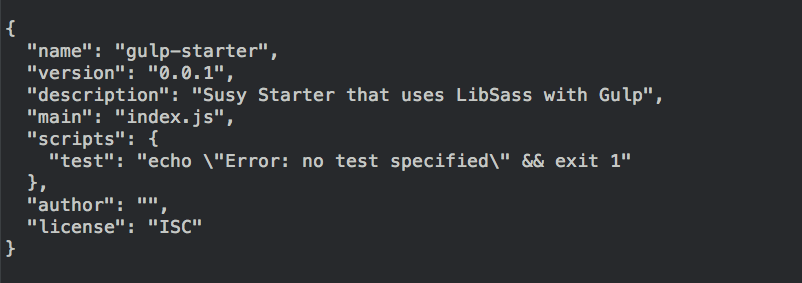 {
  "name": "gulp-starter",
  "version": "0.0.1",
  "description": "Susy Starter that uses LibSass with Gulp",
  "main": "index.js",
  "scripts": {
    "test": "echo \"Error: no test specified\" && exit 1"
  },
  "author": "",
  "license": "ISC"
}